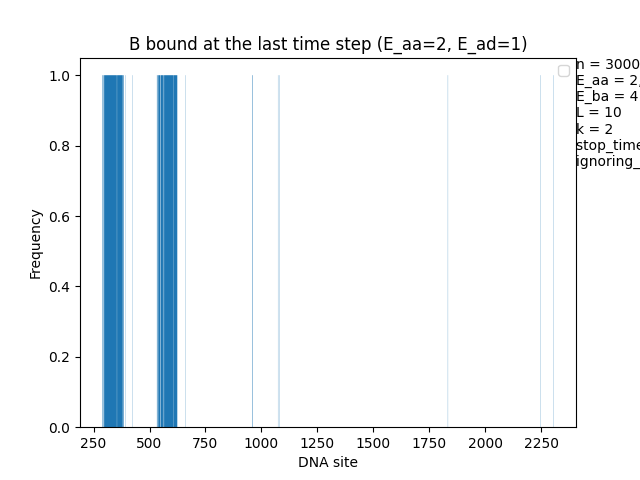 B bound at the last time step (E_aa=2, E_ad=1)
n = 3000
E_aa = 2,
E_ba = 4
L = 10
k = 2
stop_time
ignoring_
1.0
0.8
0.6
0.4
0.2
0.0
Frequency
250 500 750 1000 1250 1500 1750 2000 2250
DNA site